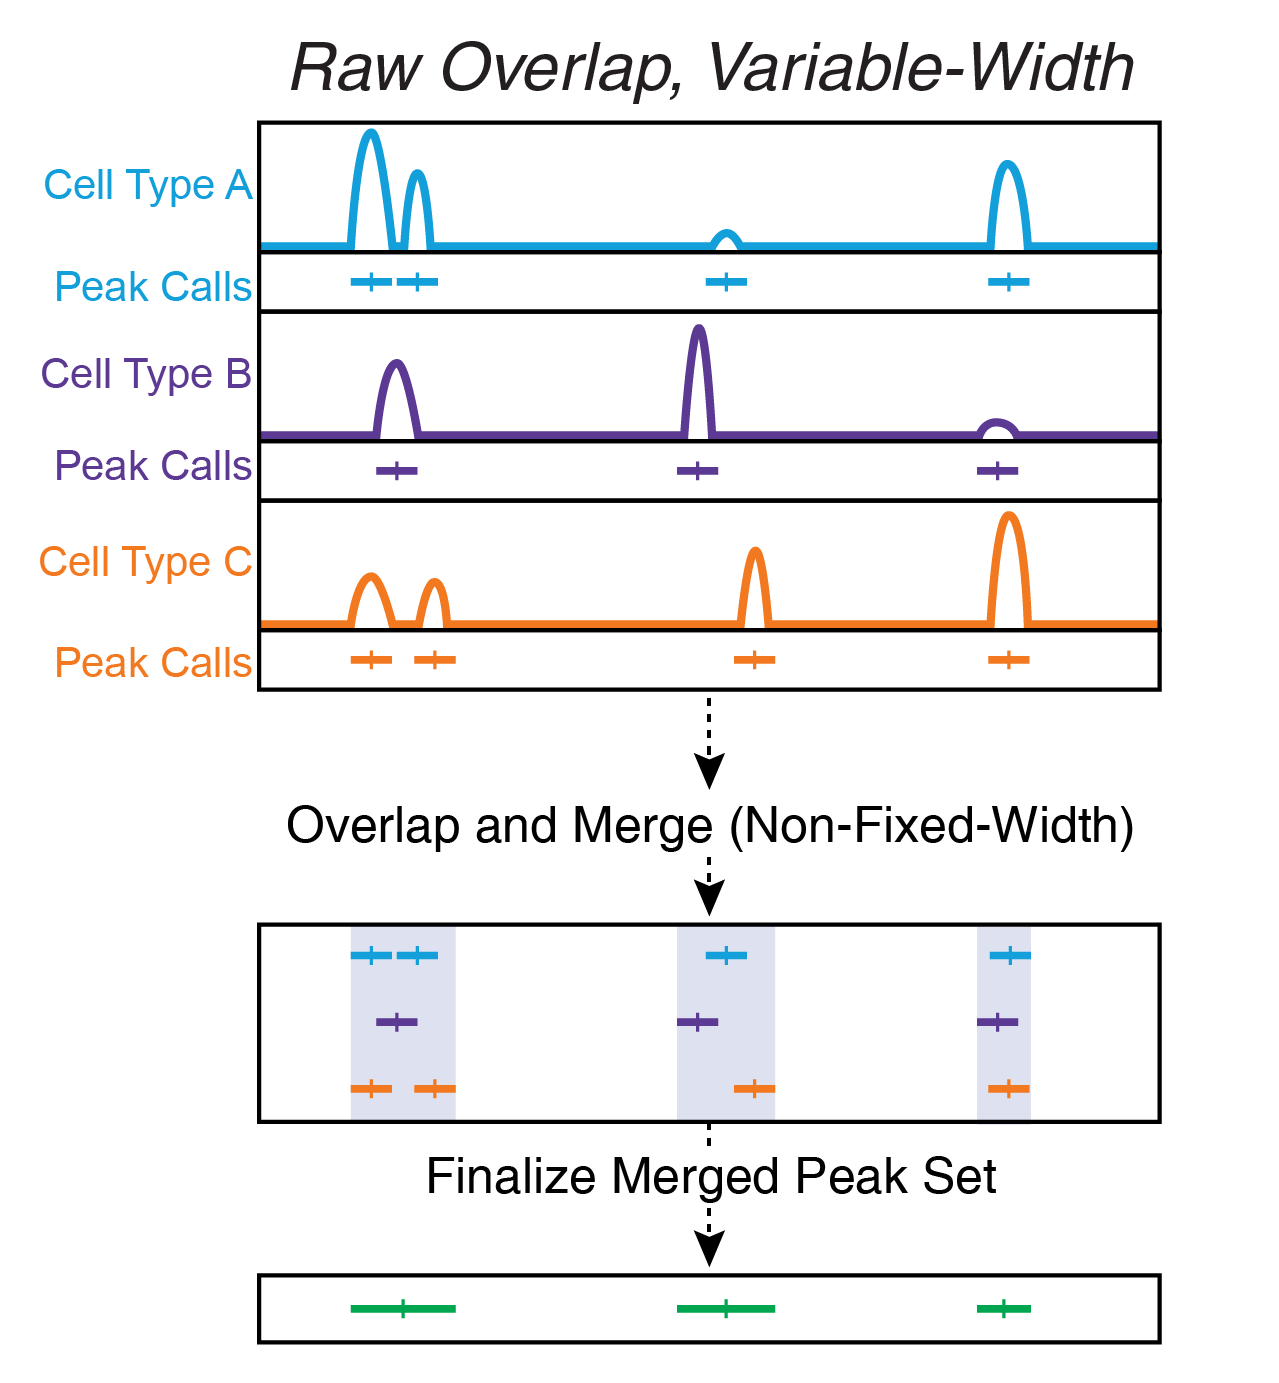 Raw Overlap, Variable-Width
Cell Type A
Peak Calls
Cell Type B
Peak Calls
Cell Type C
Peak Calls
Overlap and Merge (Non-Fixed-Width)
Finalize Merged Peak Set